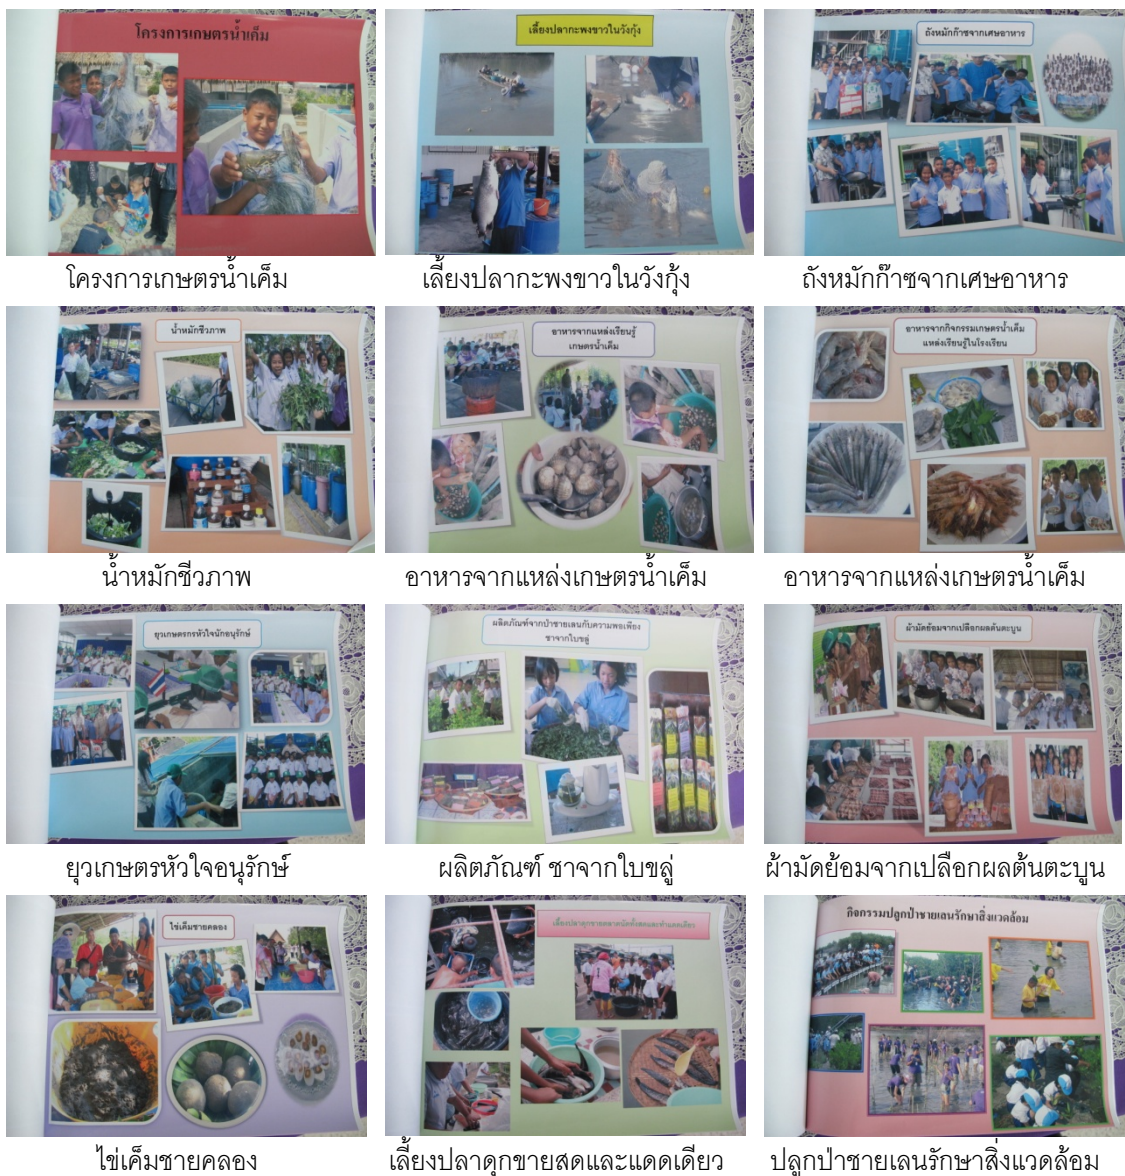 โครงการเกษตรน้ำเค็ม
เลี้ยงปลากะพงขาวในวังกุ้ง
ถังหมักก๊าซจากเศษอาหาร
โครงการเกษตรน้ำเค็ม
เลี้ยงปลากะพงขาวในวังกุ้ง
ถังหมักก๊าซจากเศษอาหาร
น้ำหมักชีวภาพ
อาหารจากแหล่งเรียนรู้
เกษตรน้ำเค็ม
อาหารจากกิจกรรมเกษตรน้ำเค็ม
แหล่งเรียนรู้ในโรงเรียน
น้ำหมักชีวภาพ
อาหารจากแหล่งเกษตรน้ำเค็ม
อาหารจากแหล่งเกษตรน้ำเค็ม
ยุวเกษตรกรหัวใจนักอนุรักษ์
ผลิตภัณฑ์จากป่าชายเลนกับความพอเพียง
ชาจากใบขลู่
ผ้ามัดย้อมจากเปลือกผลต้นตะบูน
ยุวเกษตรหัวใจอนุรักษ์
ผลิตภัณฑ์ ชาจากใบขลู่
ผ้ามัดย้อมจากเปลือกผลต้นตะบูน
ไข่เค็มชายคลอง
กิจกรรมปลูกป่าชายเลนรักษาสิ่งแวดล้อม
ไข่เค็มชายคลอง
เลี้ยงปลาดุกขายสดและแดดเดียว
ปลูกป่าชายเลนรักษาสิ่งแวดล้อม